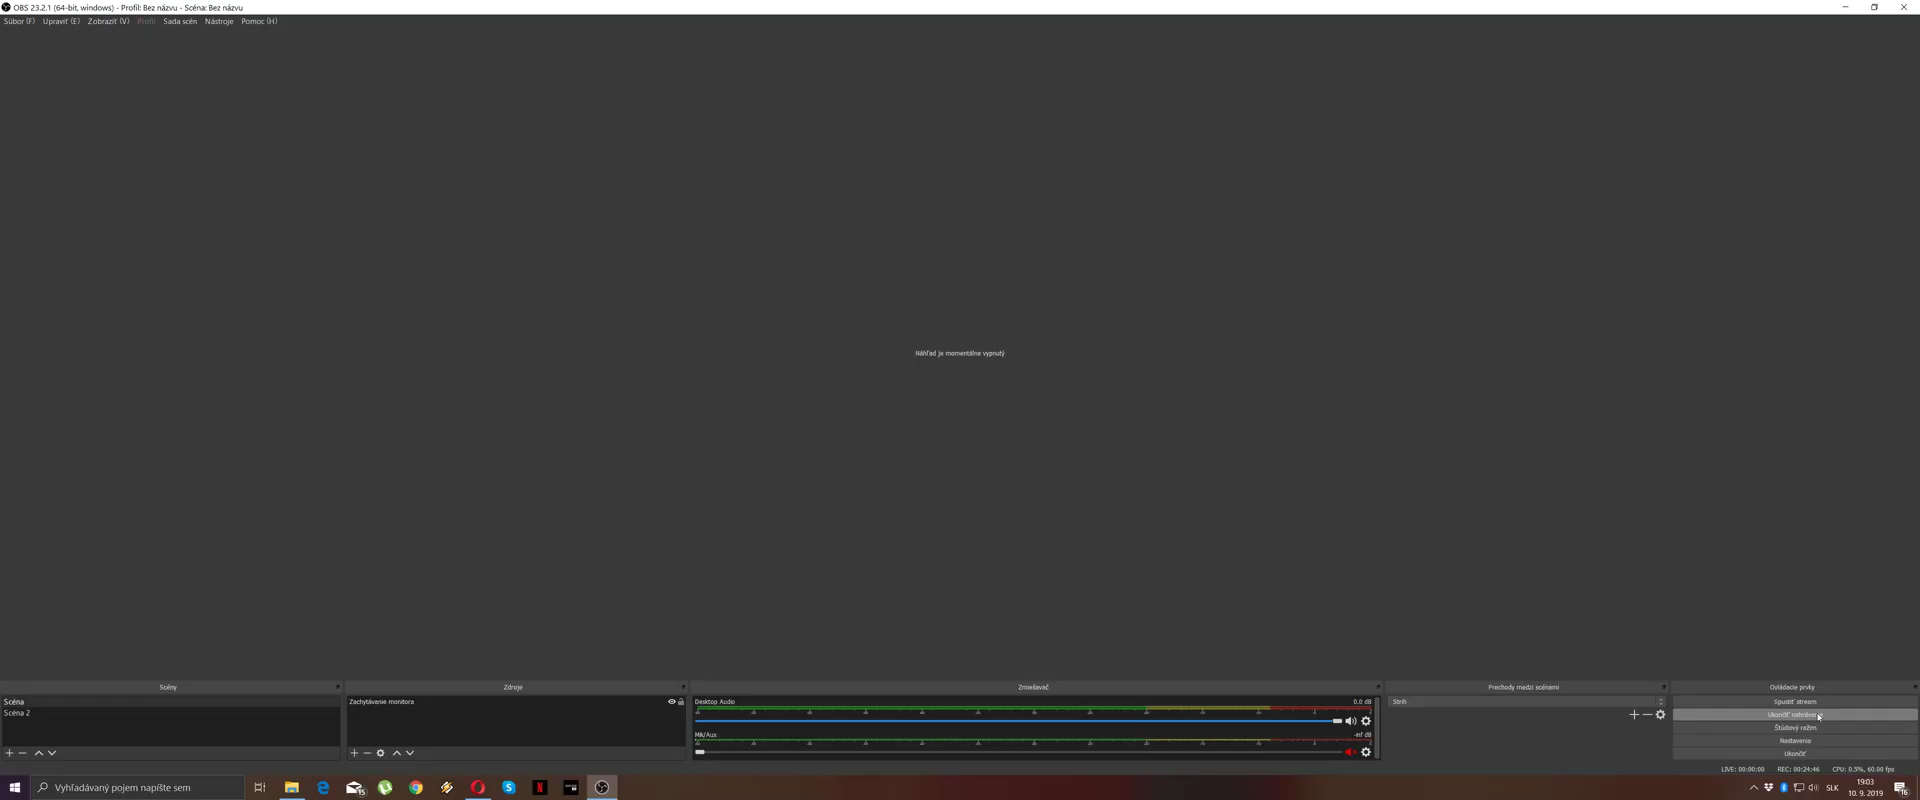 OBS 23.2.1 (64-bit, windows) - Profil: Bez názvu - Scéna: Bez názvu
Súbor (F) Upraviť (E) Zobraziť (V) Profil Sada scén Nástroje Pomoc (H)
Náhľad je momentálne vypnutý
Scény Zdroje Zmiešavač Prechody medzi scénami Ovládacie prvky
Scéna
Scéna 2
Zachytávanie monitora
Desktop Audio 0.0 dB
Mik/Aux -inf dB
Strih
Spustiť stream
Ukončiť nahrávanie
Štúdiový režim
Nastavenia
Ukončiť
LIVE: 00:00:00 REC: 00:24:46 CPU: 0.5%, 60.00 fps
Vyhľadávaný pojem napíšte sem
15
SLK
19:03
10. 9. 2019
16